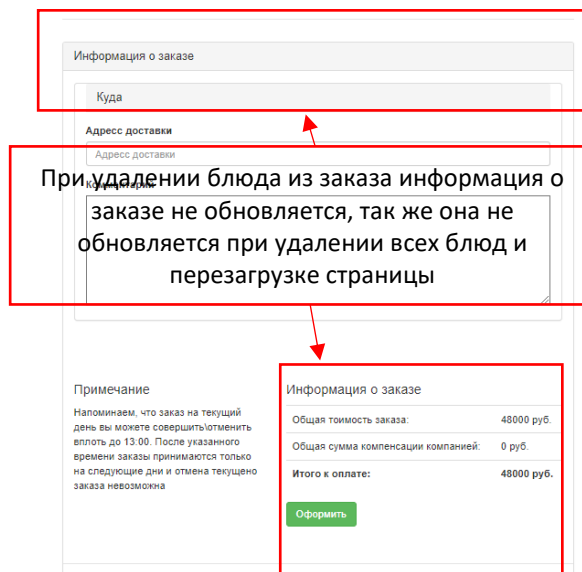 Информация о заказе
Куда
Адресс доставки
Адресс доставки
Комментарий
При удалении блюда из заказа информация о
заказе не обновляется, так же она не
обновляется при удалении всех блюд и
перезагрузке страницы
Примечание
Напоминаем, что заказ на текущий
день вы можете совершить\отменить
вплоть до 13:00. После указанного
времени заказы принимаются только
на следующие дни и отмена текущено
заказа невозможна
Информация о заказе
Общая тоимость заказа: 48000 руб.
Общая сумма компенсации компанией: 0 руб.
Итого к оплате: 48000 руб.
Оформить